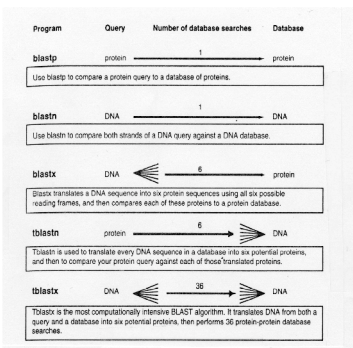 Program Query Number of database searches Database
1
blastp protein protein
Use blastp to compare a protein query to a database of proteins.
1
blastn DNA DNA
Use blastn to compare both strands of a DNA query against a DNA database.
6
blastx DNA protein
Blastx translates a DNA sequence into six protein sequences using all six possible
reading frames, and then compares each of these proteins to a protein database.
6
tblastn protein DNA
Tblastn is used to translate every DNA sequence in a database into six potential proteins,
and then to compare your protein query against each of those translated proteins.
36
tblastx DNA DNA
Tblastx is the most computationally intensive BLAST algorithm. It translates DNA from both a
query and a database into six potential proteins, then performs 36 protein-protein database
searches.